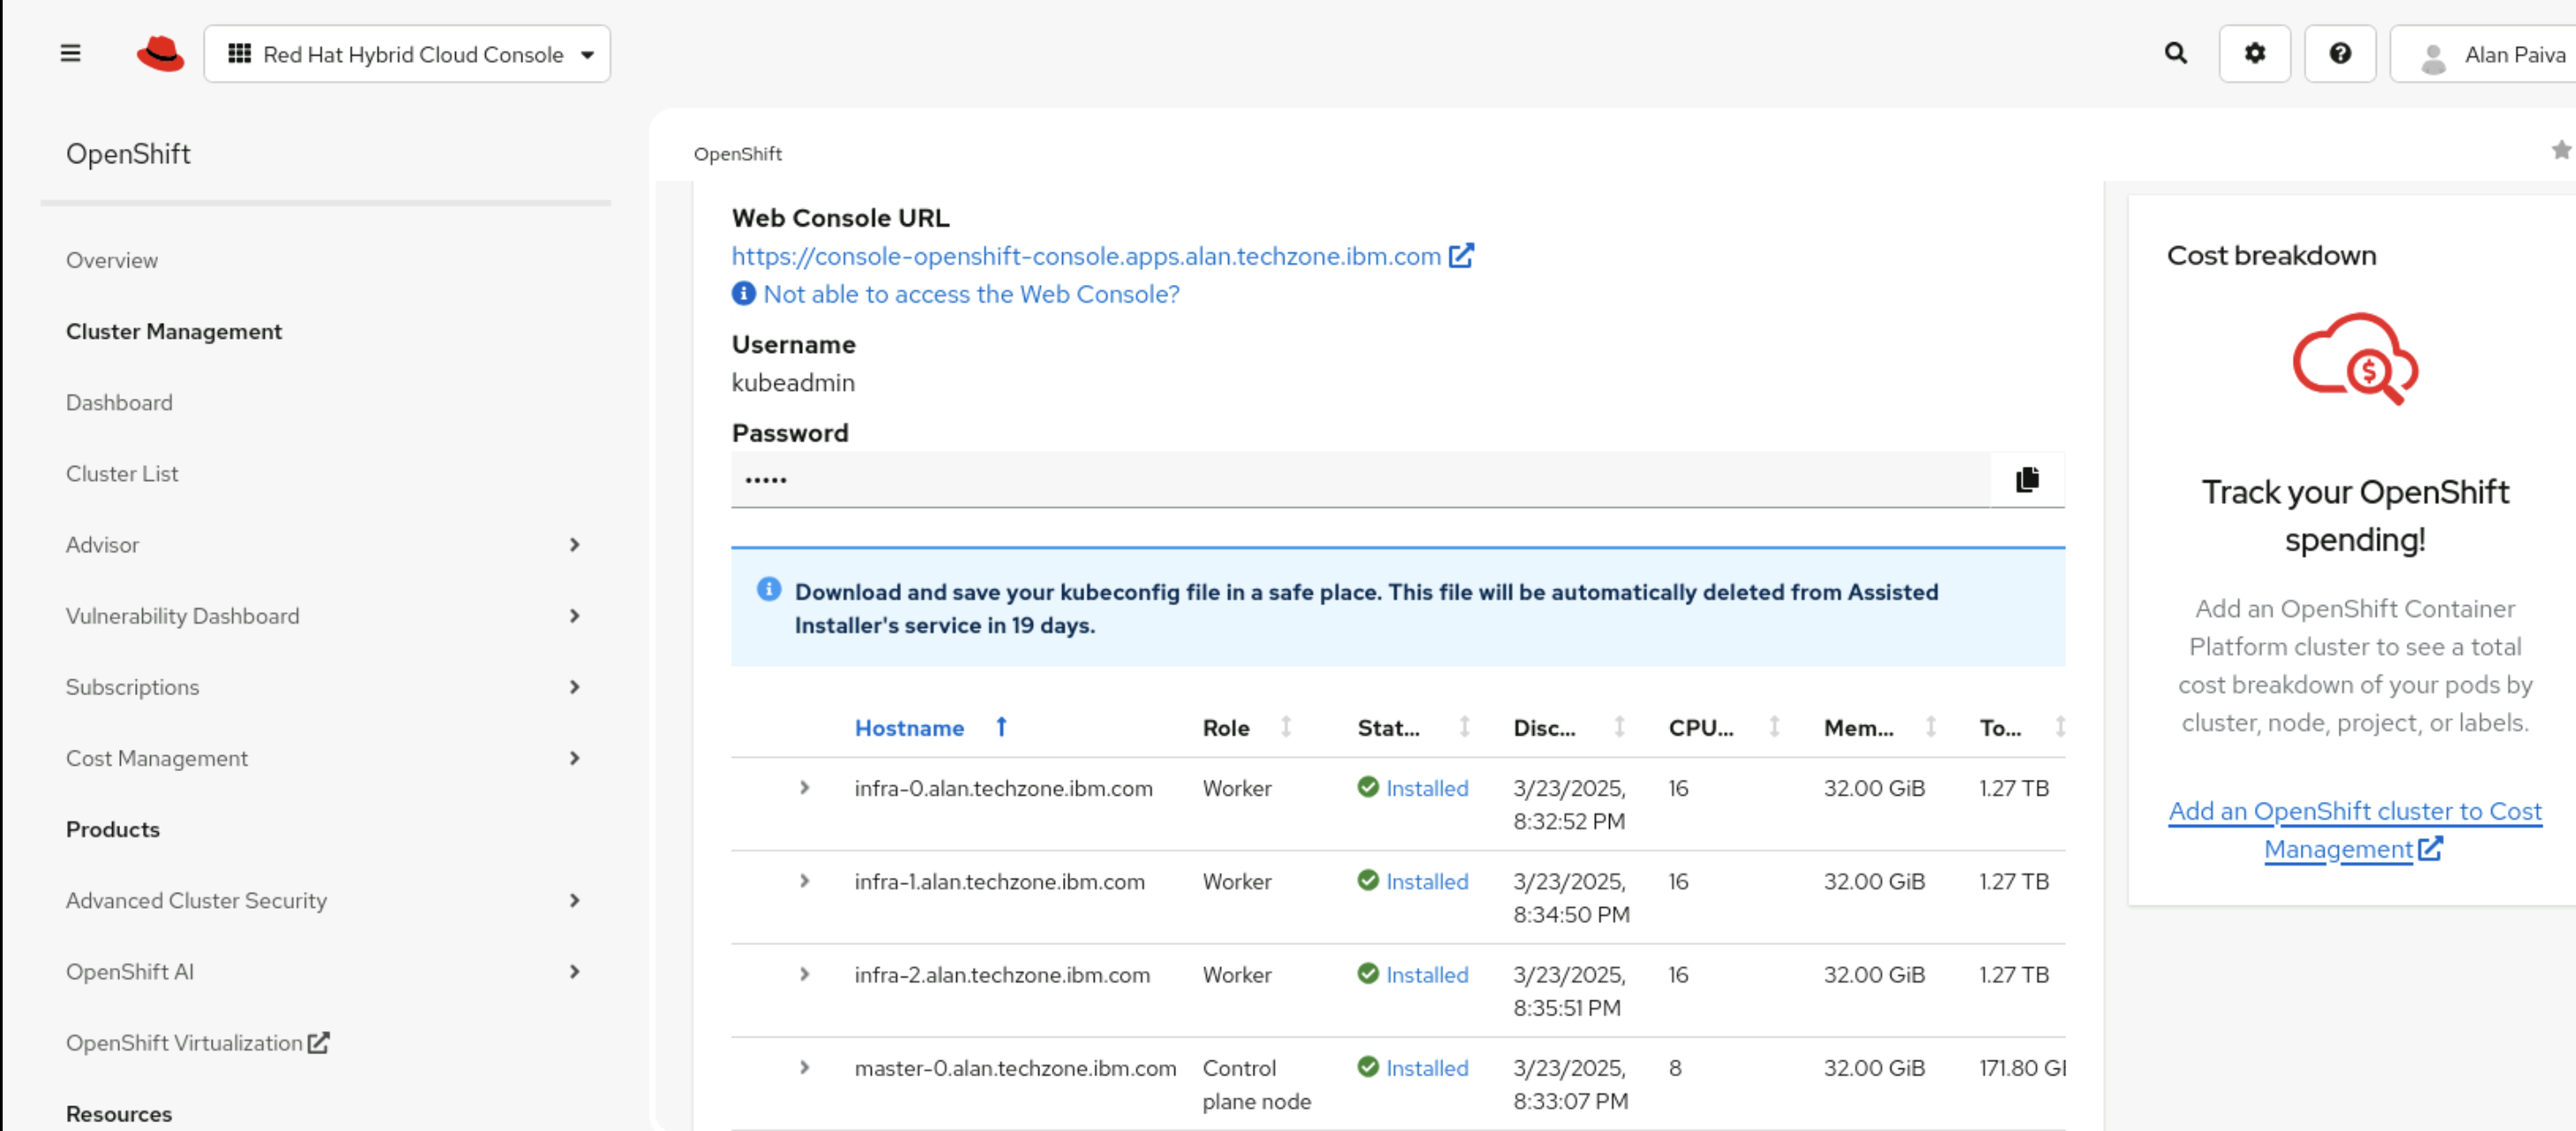 Red Hat Hybrid Cloud Console
Alan Paiva
OpenShift
Overview
Cluster Management
Dashboard
Cluster List
Advisor
Vulnerability Dashboard
Subscriptions
Cost Management
Products
Advanced Cluster Security
OpenShift AI
OpenShift Virtualization
Resources
OpenShift
Web Console URL
https://console-openshift-console.apps.alan.techzone.ibm.com
Not able to access the Web Console?
Username
kubeadmin
Password
•••••
Download and save your kubeconfig file in a safe place. This file will be automatically deleted from Assisted
Installer's service in 19 days.
Hostname Role Stat... Disc... CPU... Mem... To...
infra-0.alan.techzone.ibm.com Worker Installed 3/23/2025, 16 32.00 GiB 1.27 TB
8:32:52 PM
infra-1.alan.techzone.ibm.com Worker Installed 3/23/2025, 16 32.00 GiB 1.27 TB
8:34:50 PM
infra-2.alan.techzone.ibm.com Worker Installed 3/23/2025, 16 32.00 GiB 1.27 TB
8:35:51 PM
master-0.alan.techzone.ibm.com Control Installed 3/23/2025, 8 32.00 GiB 171.80
plane node 8:33:07 PM
Cost breakdown
Track your OpenShift
spending!
Add an OpenShift Container
Platform cluster to see a total
cost breakdown of your pods by
cluster, node, project, or labels.
Add an OpenShift cluster to Cost
Management